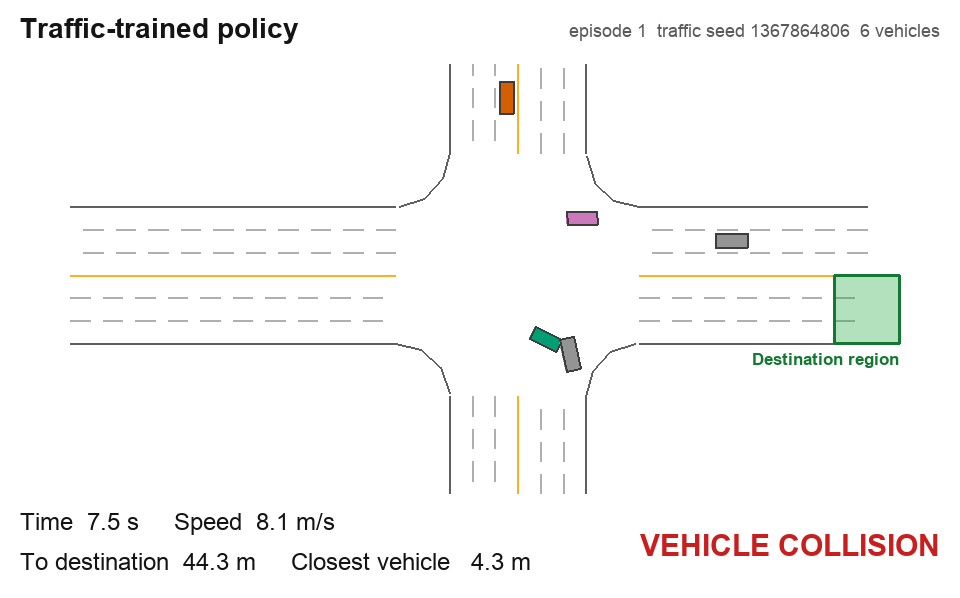 Traffic-trained policy
episode 1  traffic seed 1367864806  6 vehicles
Destination region
Time  7.5 s  Speed  8.1 m/s
To destination  44.3 m  Closest vehicle  4.3 m
VEHICLE COLLISION